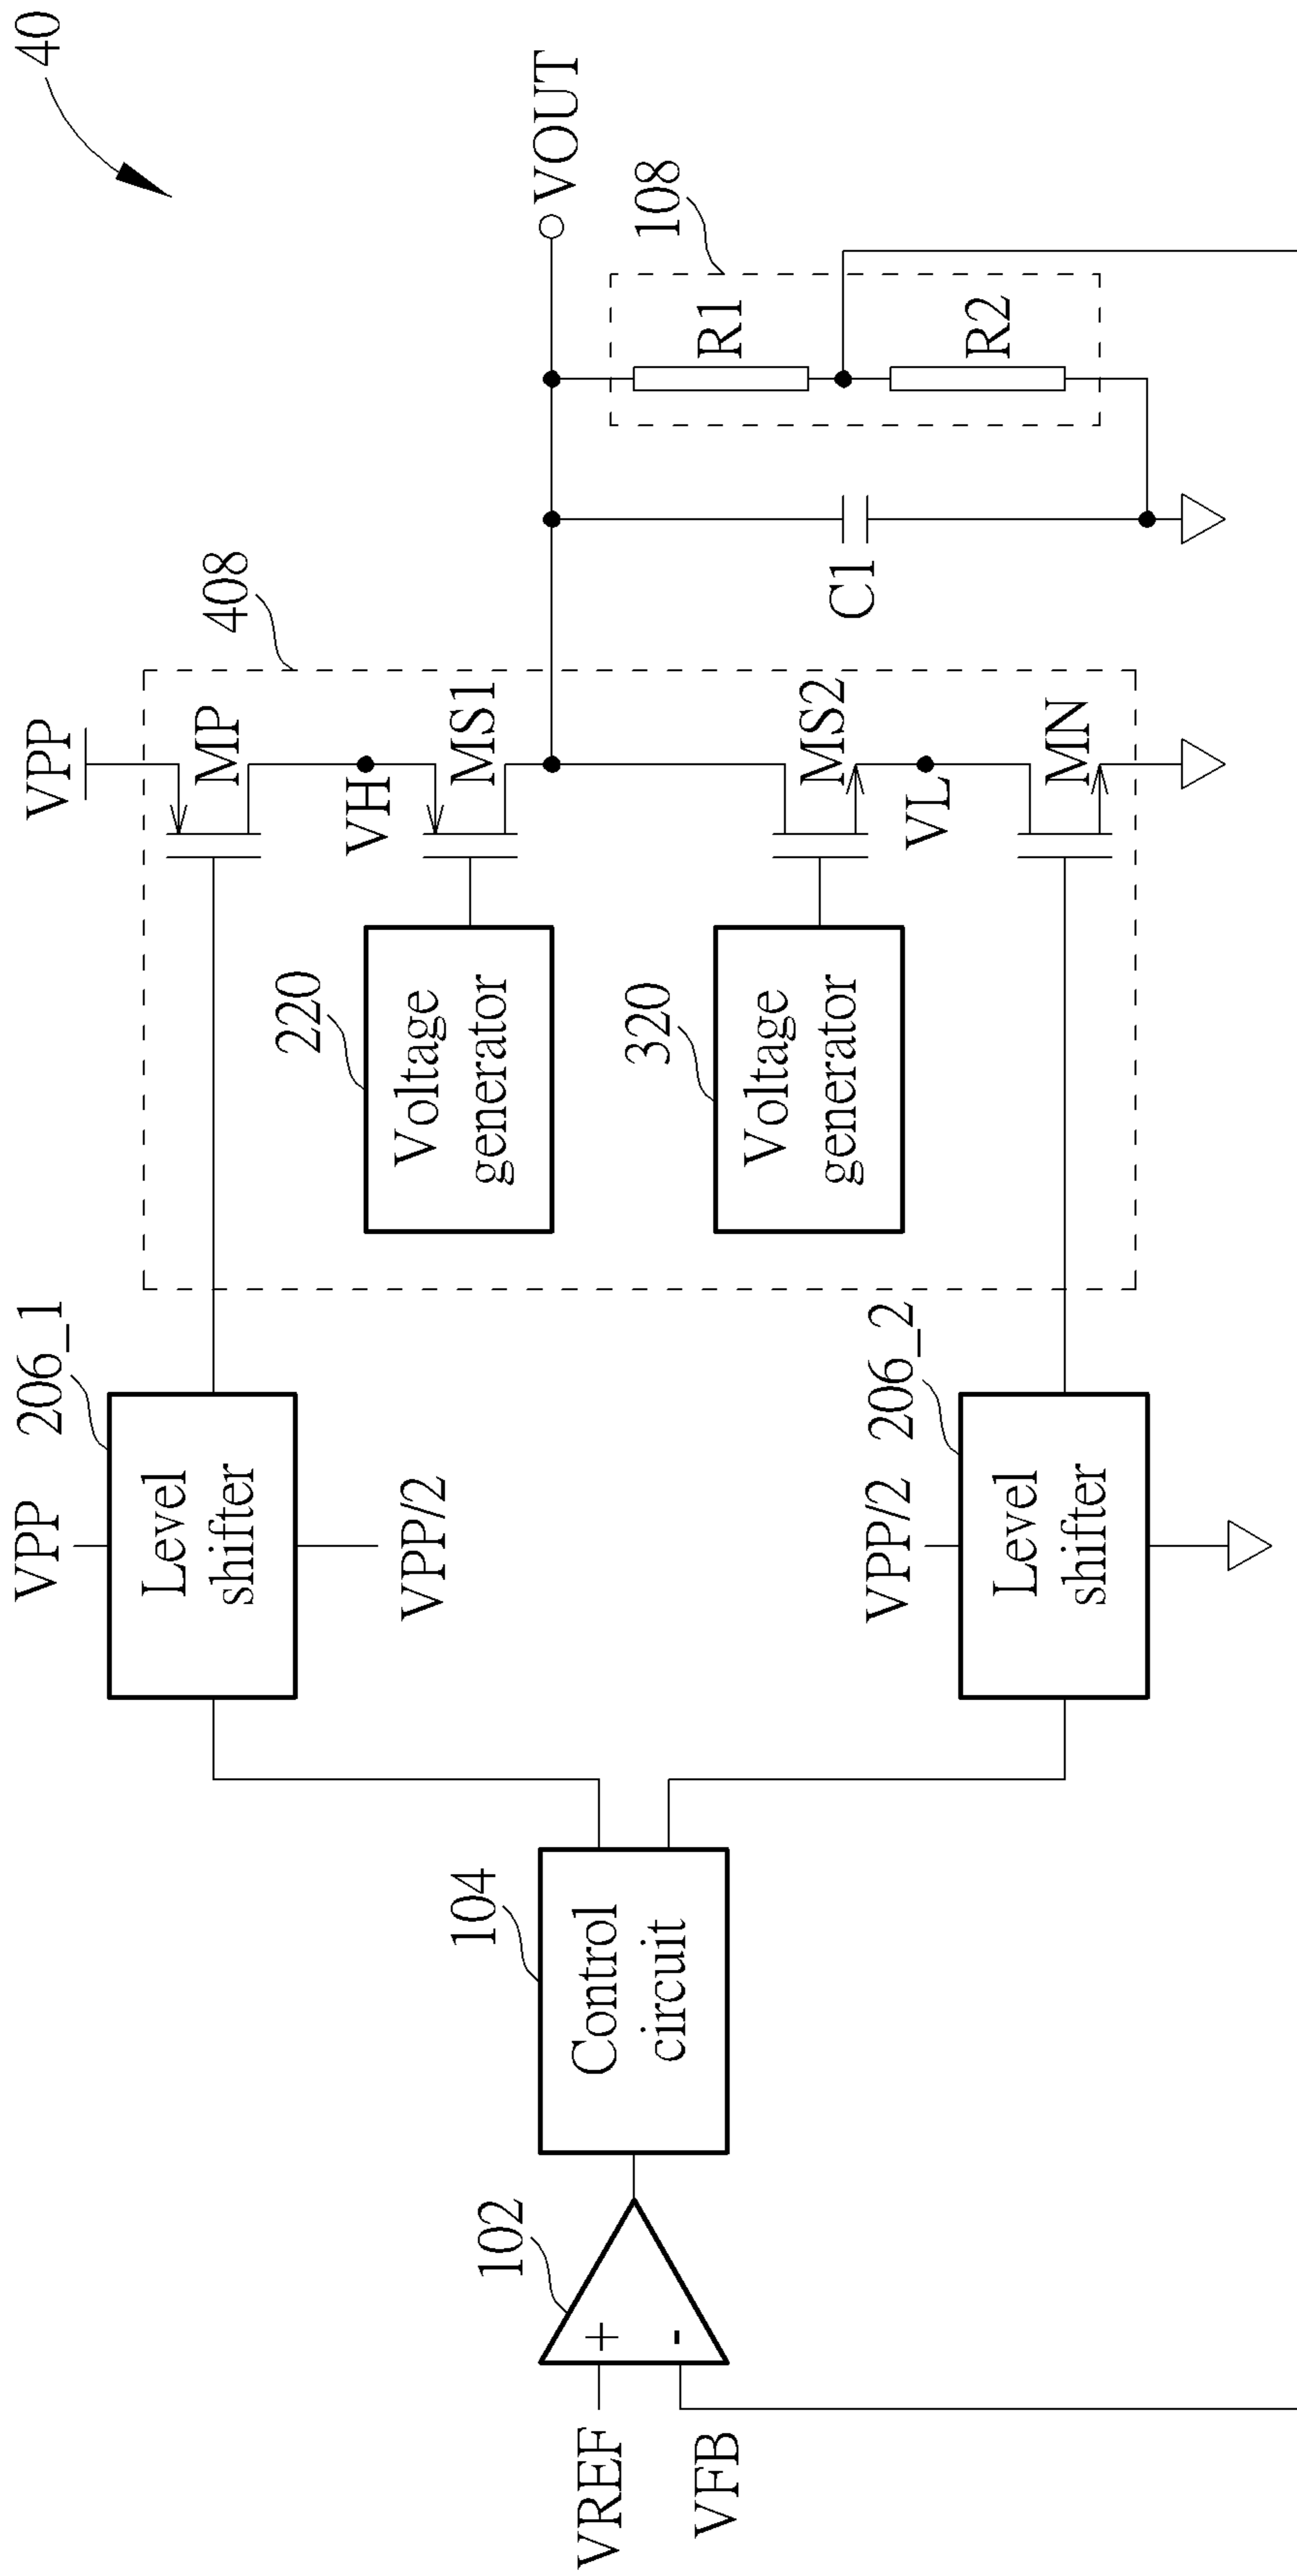 40
VPP
408
VPP
206_1
MP
Level
shifter
VPP/2
220
VH
Voltage
generator
MS1
VOUT
104
102
VREF
+
-
VFB
Control
circuit
320
Voltage
generator
MS2
108
R1
C1
R2
VPP/2
206_2
VL
Level
shifter
MN